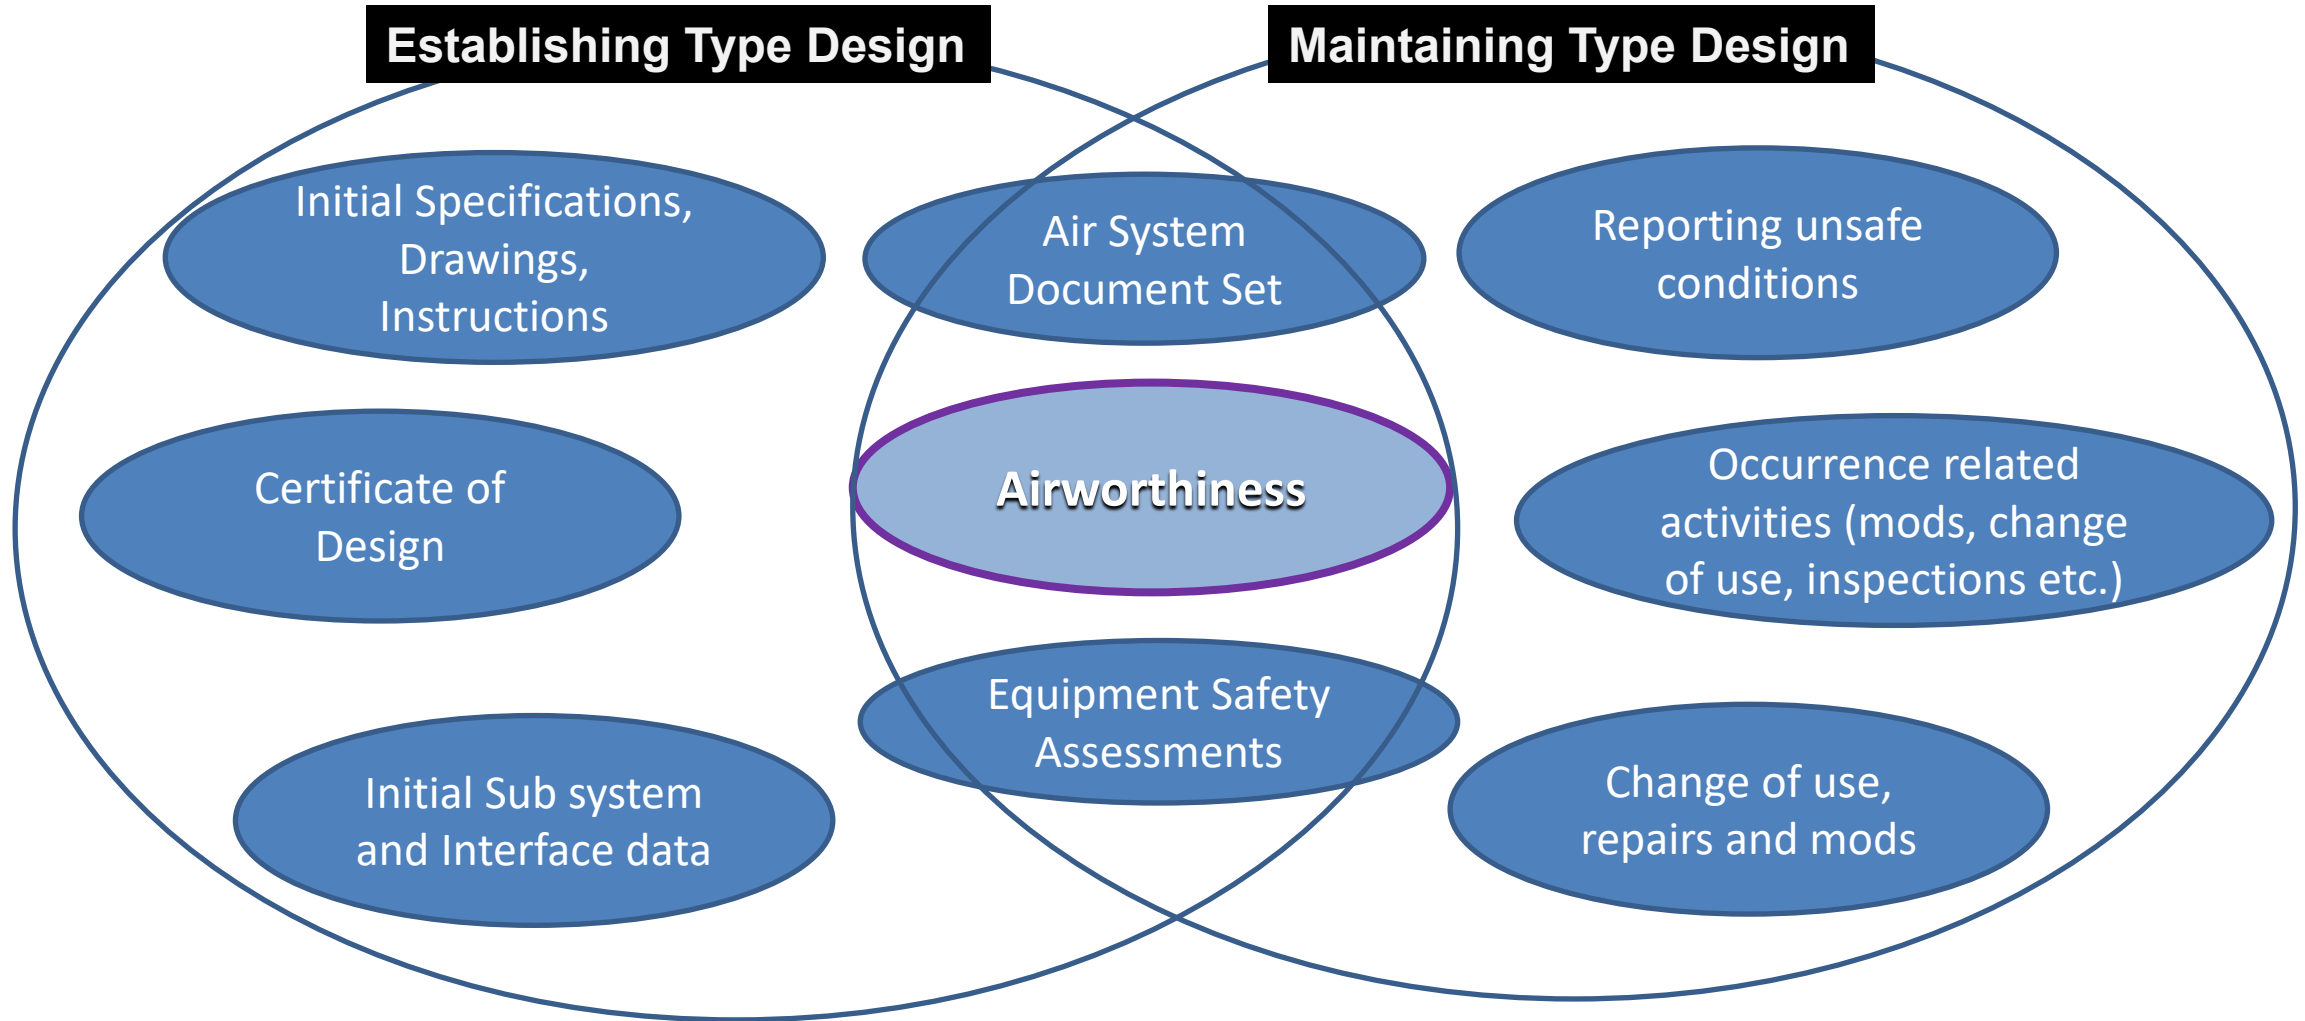 Establishing Type Design
Maintaining Type Design
Initial Specifications,
Drawings,
Instructions
Air System
Document Set
Reporting unsafe
conditions
Certificate of
Design
Airworthiness
Occurrence related
activities (mods, change
of use, inspections etc.)
Initial Sub system
and Interface data
Equipment Safety
Assessments
Change of use,
repairs and mods